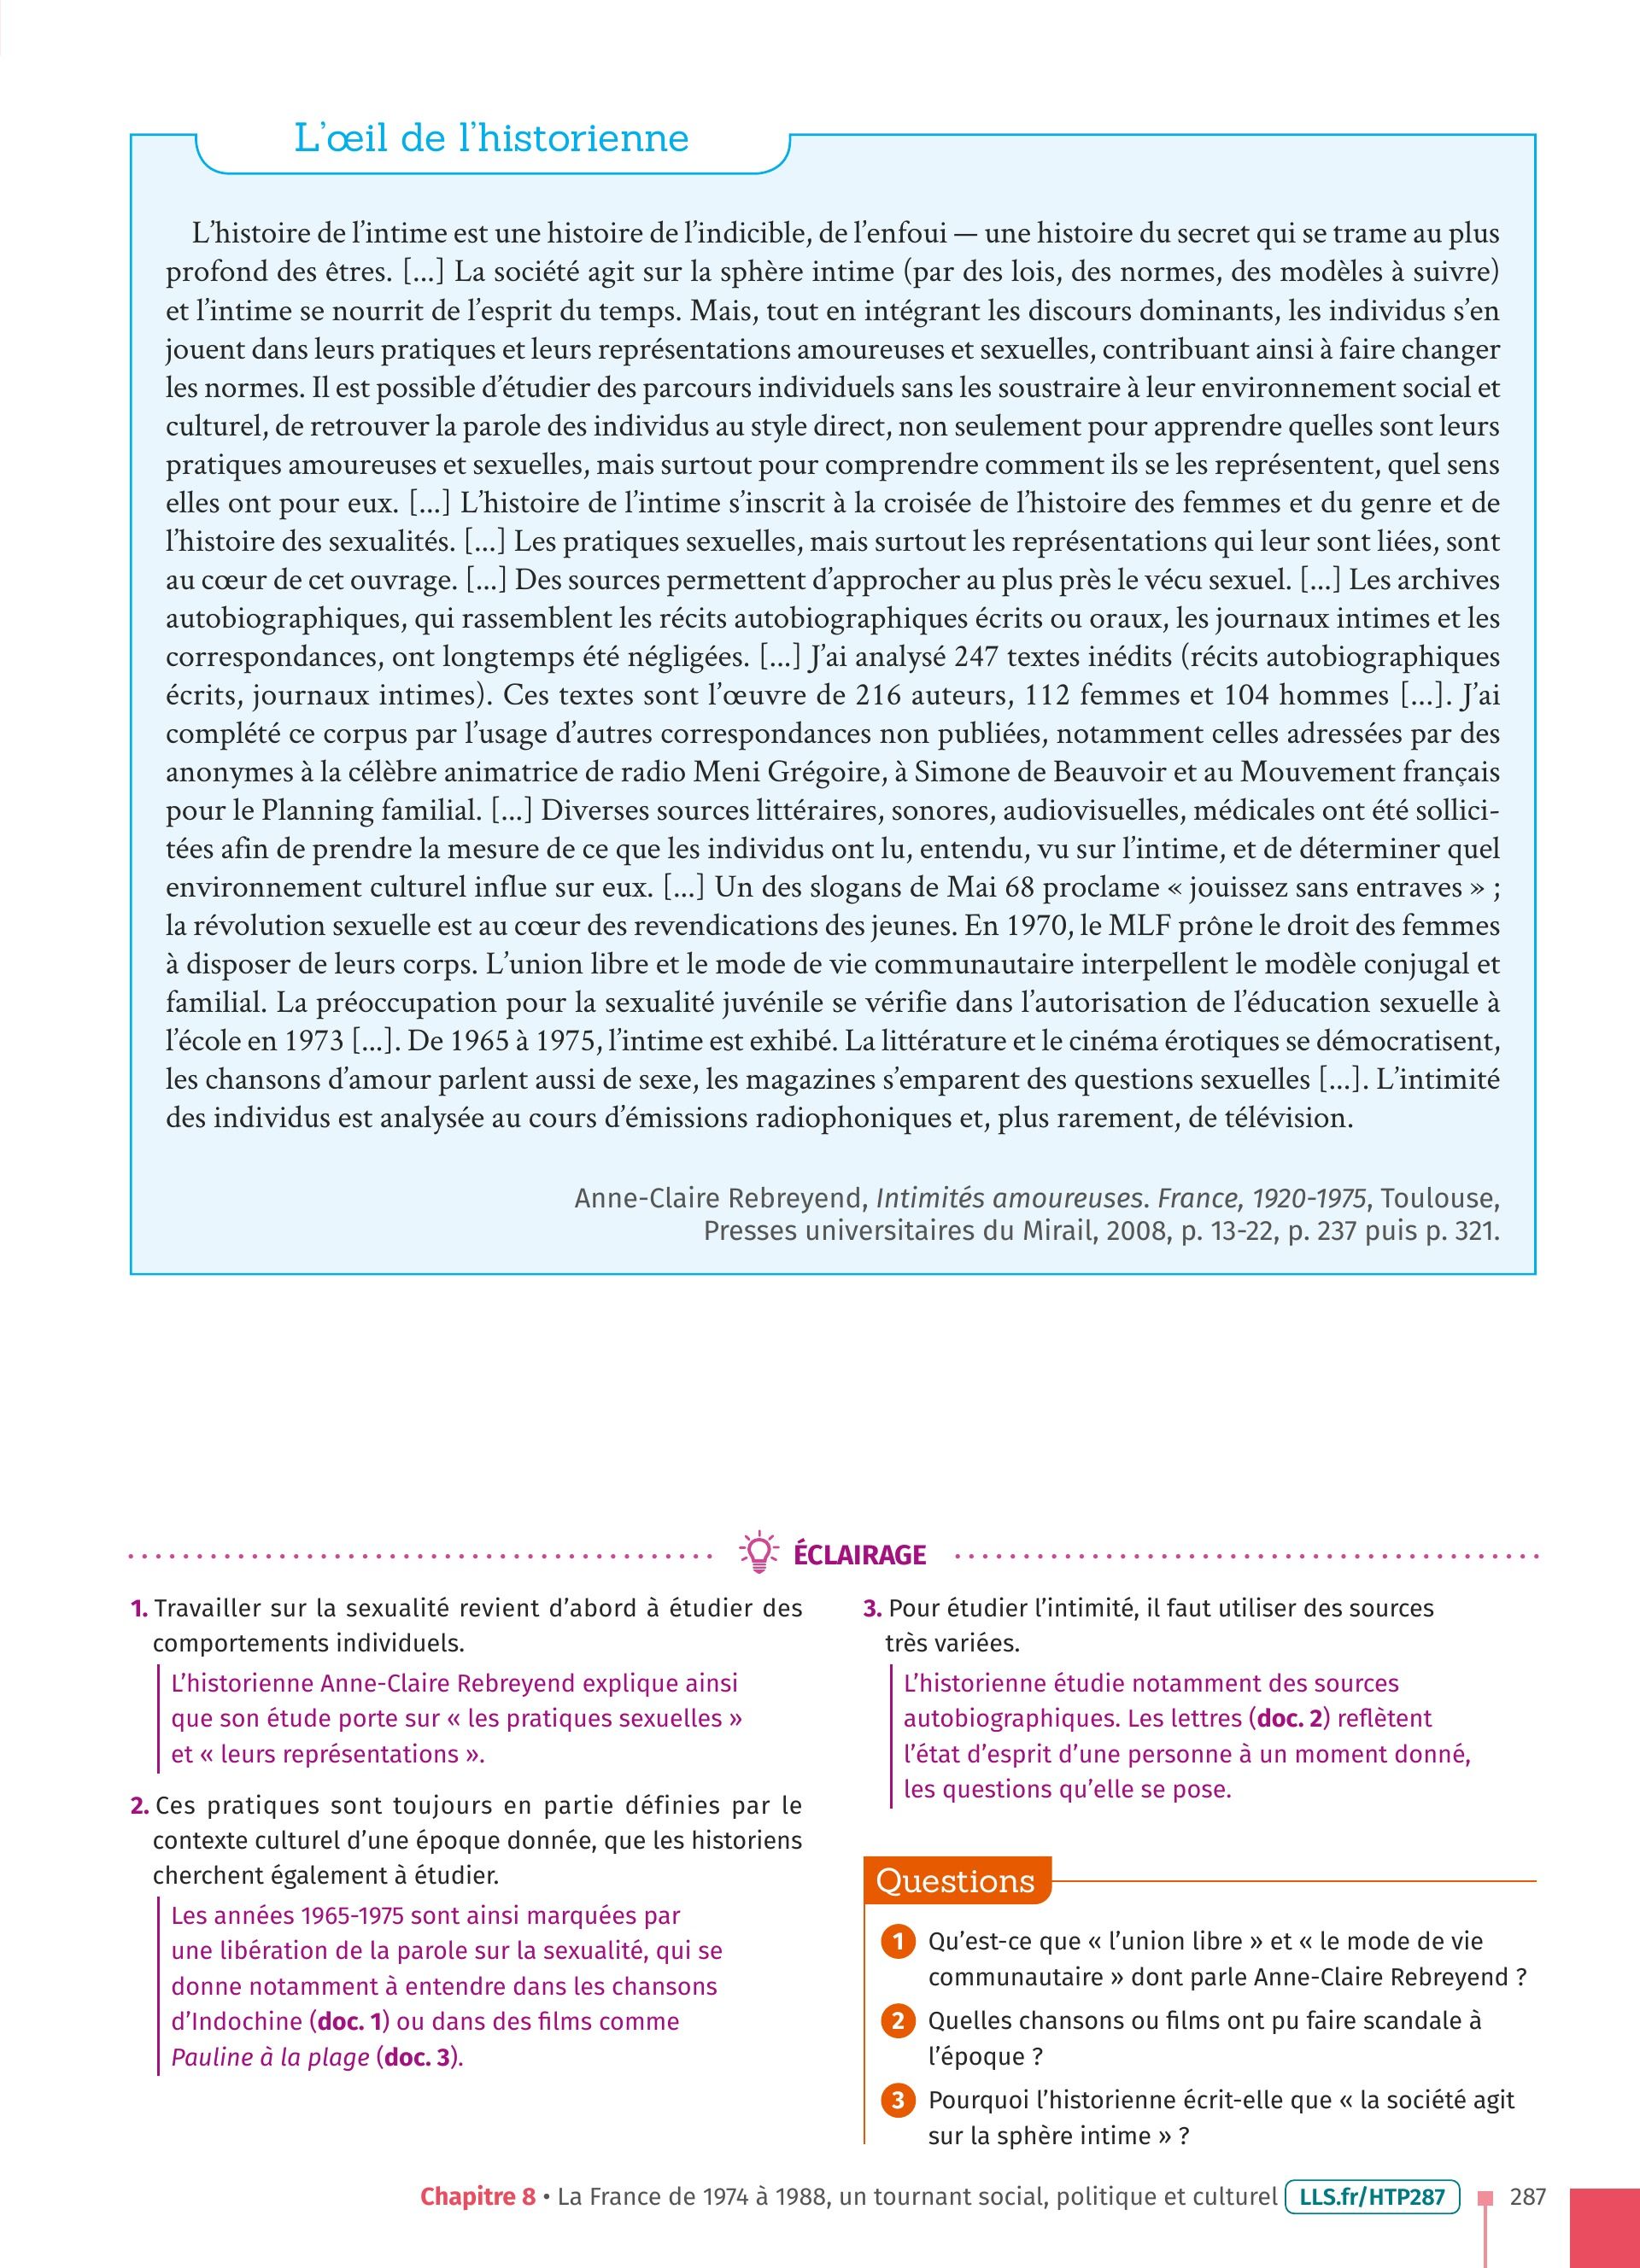 L’œil de l’historienne
L’histoire de l’intime est une histoire de l’indicible, de l’enfoui — une histoire du secret qui se trame au plus
profond des êtres. [...] La société agit sur la sphère intime (par des lois, des normes, des modèles à suivre)
et l’intime se nourrit de l’esprit du temps. Mais, tout en intégrant les discours dominants, les individus s’en
jouent dans leurs pratiques et leurs représentations amoureuses et sexuelles, contribuant ainsi à faire changer
les normes. Il est possible d’étudier des parcours individuels sans les soustraire à leur environnement social et
culturel, de retrouver la parole des individus au style direct, non seulement pour apprendre quelles sont leurs
pratiques amoureuses et sexuelles, mais surtout pour comprendre comment ils se les représentent, quel sens
elles ont pour eux. [...] L’histoire de l’intime s’inscrit à la croisée de l’histoire des femmes et du genre et de
l’histoire des sexualités. [...] Les pratiques sexuelles, mais surtout les représentations qui leur sont liées, sont
au cœur de cet ouvrage. [...] Des sources permettent d’approcher au plus près le vécu sexuel. [...] Les archives
autobiographiques, qui rassemblent les récits autobiographiques écrits ou oraux, les journaux intimes et les
correspondances, ont longtemps été négligées. [...] J’ai analysé 247 textes inédits (récits autobiographiques
écrits, journaux intimes). Ces textes sont l’œuvre de 216 auteurs, 112 femmes et 104 hommes [...]. J’ai
complété ce corpus par l’usage d’autres correspondances non publiées, notamment celles adressées par des
anonymes à la célèbre animatrice de radio Meni Grégoire, à Simone de Beauvoir et au Mouvement français
pour le Planning familial. [...] Diverses sources littéraires, sonores, audiovisuelles, médicales ont été sollici-
tées afin de prendre la mesure de ce que les individus ont lu, entendu, vu sur l’intime, et de déterminer quel
environnement culturel influe sur eux. [...] Un des slogans de Mai 68 proclame « jouissez sans entraves » ;
la révolution sexuelle est au cœur des revendications des jeunes. En 1970, le MLF prône le droit des femmes
à disposer de leurs corps. L’union libre et le mode de vie communautaire interpellent le modèle conjugal et
familial. La préoccupation pour la sexualité juvénile se vérifie dans l’autorisation de l’éducation sexuelle à
l’école en 1973 [...]. De 1965 à 1975, l’intime est exhibé. La littérature et le cinéma érotiques se démocratisent,
les chansons d’amour parlent aussi de sexe, les magazines s’emparent des questions sexuelles [...]. L’intimité
des individus est analysée au cours d’émissions radiophoniques et, plus rarement, de télévision.
Anne-Claire Rebreyend, Intimités amoureuses. France, 1920-1975, Toulouse,
Presses universitaires du Mirail, 2008, p. 13-22, p. 237 puis p. 321.
ÉCLAIRAGE
1. Travailler sur la sexualité revient d’abord à étudier des
comportements individuels.
L’historienne Anne-Claire Rebreyend explique ainsi
que son étude porte sur « les pratiques sexuelles »
et « leurs représentations ».
2. Ces pratiques sont toujours en partie définies par le
contexte culturel d’une époque donnée, que les historiens
cherchent également à étudier.
Les années 1965-1975 sont ainsi marquées par
une libération de la parole sur la sexualité, qui se
donne notamment à entendre dans les chansons
d’Indochine (doc. 1) ou dans des films comme
Pauline à la plage (doc. 3).
3. Pour étudier l’intimité, il faut utiliser des sources
très variées.
L’historienne étudie notamment des sources
autobiographiques. Les lettres (doc. 2) reflètent
l’état d’esprit d’une personne à un moment donné,
les questions qu’elle se pose.
Questions
1 Qu’est-ce que « l’union libre » et « le mode de vie
communautaire » dont parle Anne-Claire Rebreyend ?
2 Quelles chansons ou films ont pu faire scandale à
l’époque ?
3 Pourquoi l’historienne écrit-elle que « la société agit
sur la sphère intime » ?
Chapitre 8 • La France de 1974 à 1988, un tournant social, politique et culturel LLS.fr/HTP287 287